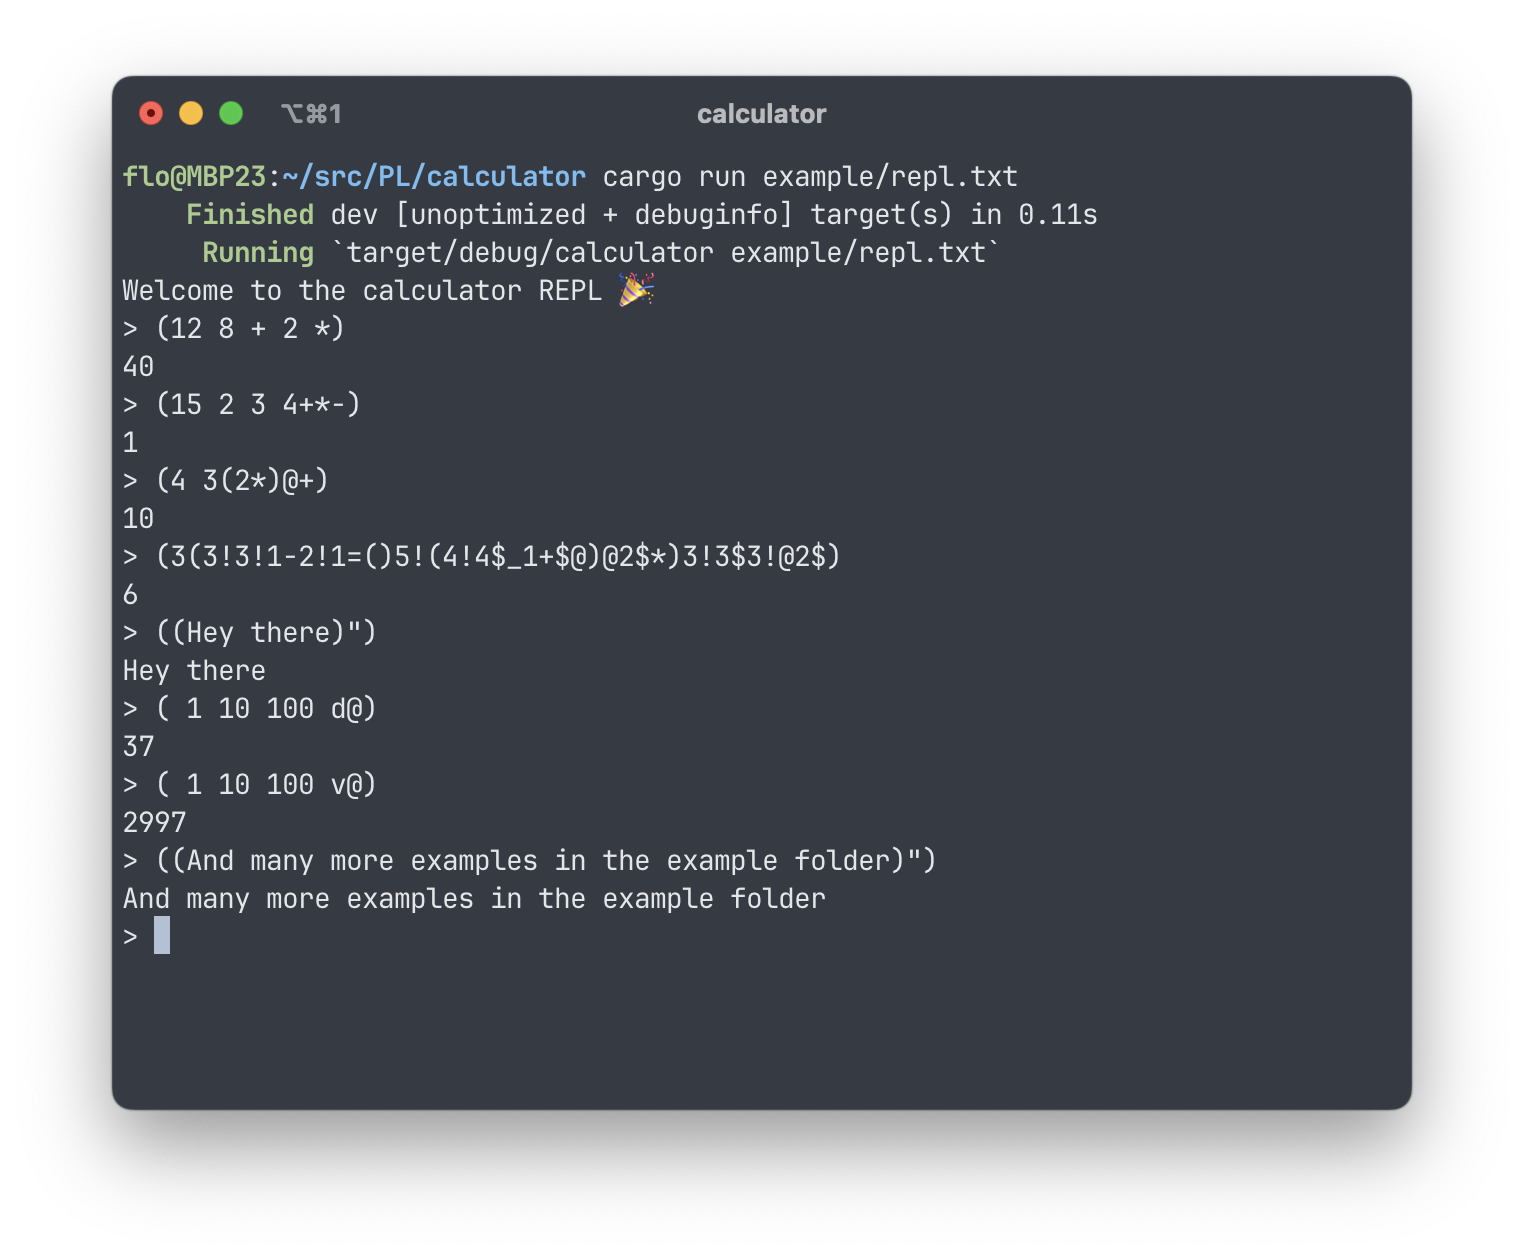 ⌥⌘1 calculator
flo@MBP23:~/src/PL/calculator cargo run example/repl.txt
    Finished dev [unoptimized + debuginfo] target(s) in 0.11s
     Running `target/debug/calculator example/repl.txt`
Welcome to the calculator REPL 🎉
> (12 8 + 2 *)
40
> (15 2 3 4+*-)
1
> (4 3(2*)@+)
10
> (3(3!3!1-2!1=()5!(4!4$_1+$@)@2$*)3!3$3!@2$)
6
> ((Hey there)")
Hey there
> ( 1 10 100 d@)
37
> ( 1 10 100 v@)
2997
> ((And many more examples in the example folder)")
And many more examples in the example folder
>